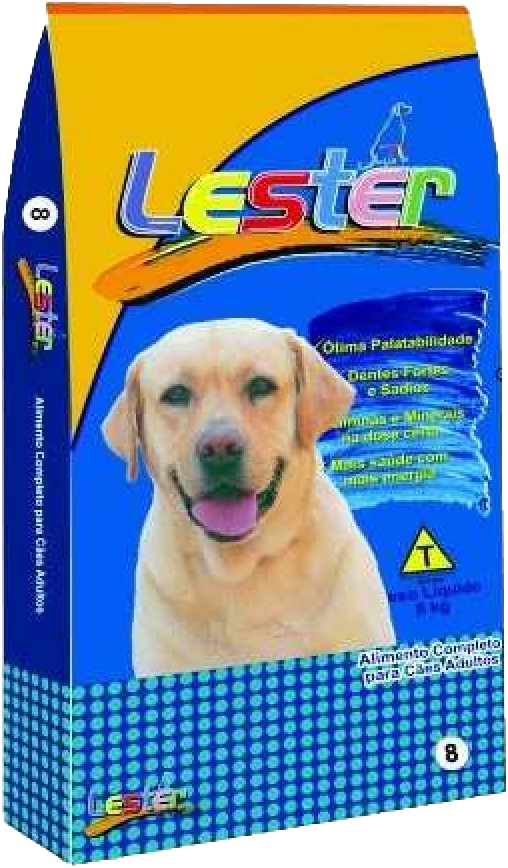 Lester
Ótima Palatabilidade
Dentes Fortes
e Sadios
e Minerais
na dose certa
Mais saúde com
mais energia
T
Líquido
8 kg
Alimento Completo
para Cães Adultos
8
Lester
8
Lester
Alimento Completo para Cães Adultos